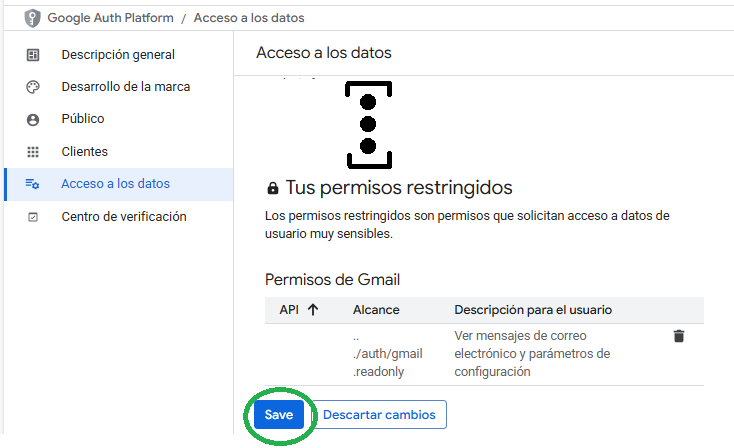 Google Auth Platform / Acceso a los datos
Descripción general
Desarrollo de la marca
Público
Clientes
Acceso a los datos
Centro de verificación
Acceso a los datos
Tus permisos restringidos
Los permisos restringidos son permisos que solicitan acceso a datos de
usuario muy sensibles.
Permisos de Gmail
API Alcance Descripción para el usuario
.. Ver mensajes de correo
./auth/gmail electrónico y parámetros de
.readonly configuración
Save Descartar cambios